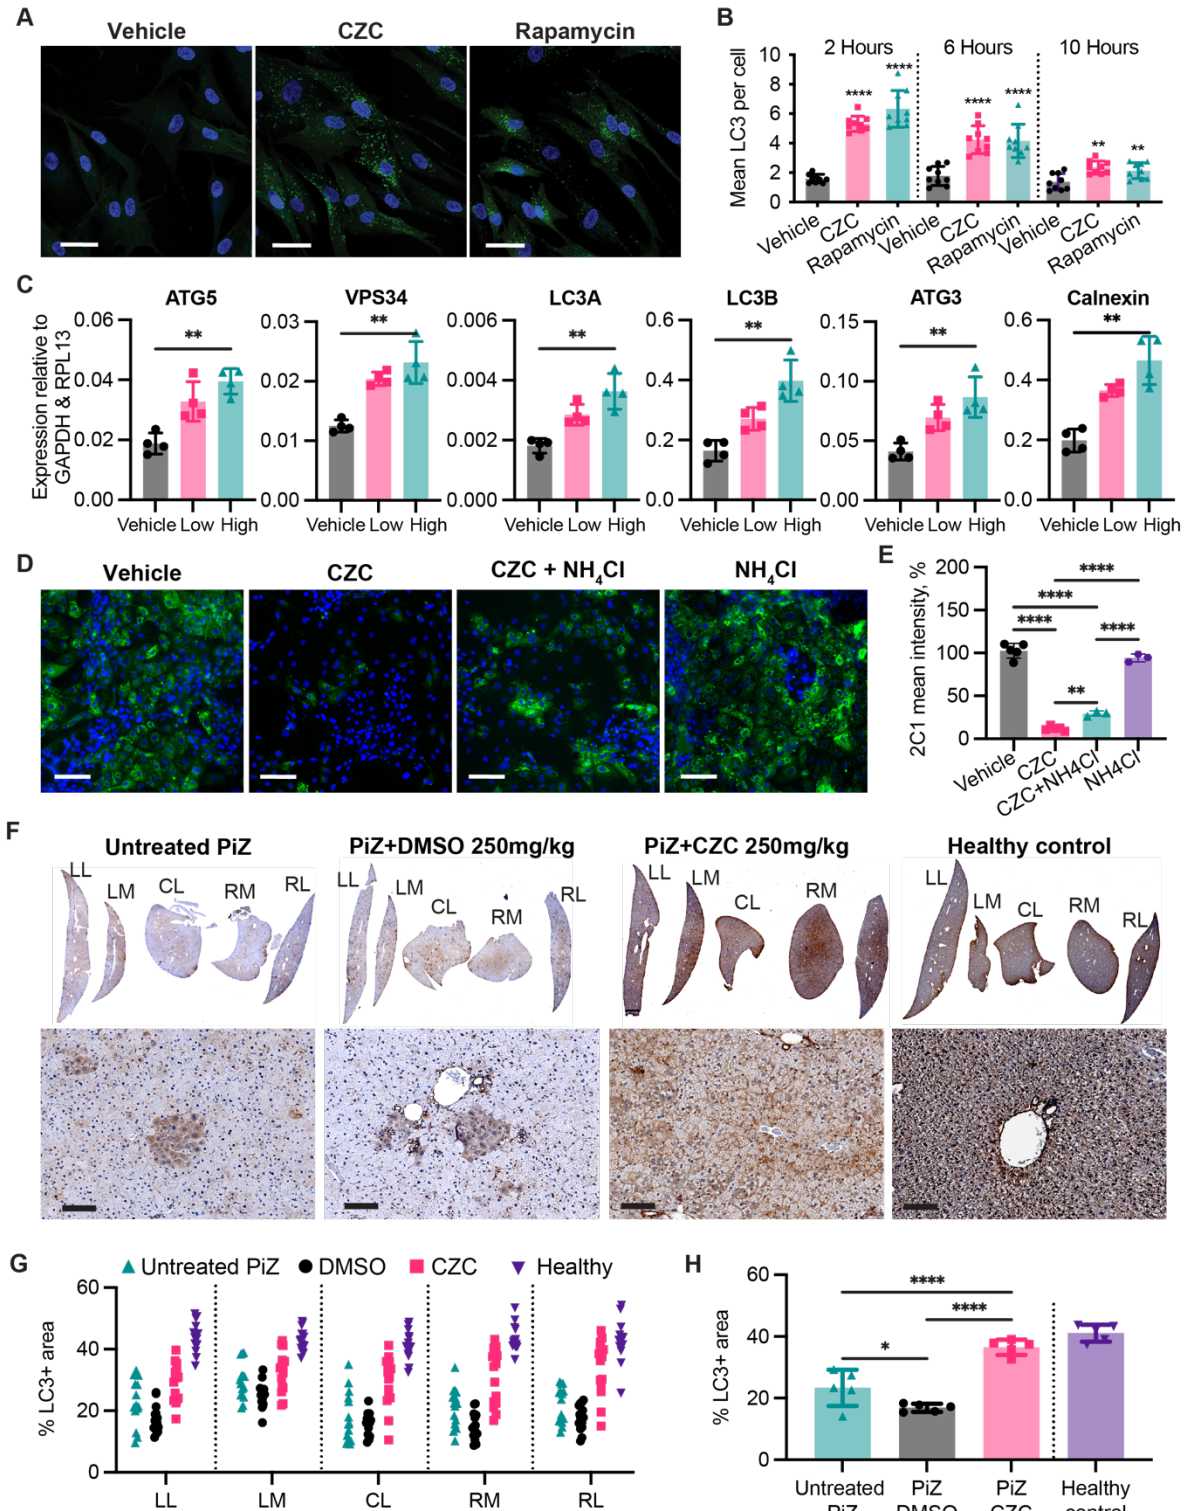 A
Vehicle
CZC
Rapamycin
B
2 Hours
6 Hours
10 Hours
Mean LC3 per cell
10
8
6
4
2
0
****
****
****
****
**
**
Vehicle
CZC
Rapamycin
Vehicle
CZC
Rapamycin
Vehicle
CZC
Rapamycin
C
Expression relative to
GAPDH & RPL13
ATG5
0.06
0.04
0.02
0.00
**
Vehicle Low High
VPS34
0.03
0.02
0.01
0.00
**
Vehicle Low High
LC3A
0.006
0.004
0.002
0.000
**
Vehicle Low High
LC3B
0.6
0.4
0.2
0.0
**
Vehicle Low High
ATG3
0.15
0.10
0.05
0.00
**
Vehicle Low High
Calnexin
0.6
0.4
0.2
0.0
**
Vehicle Low High
D
Vehicle
CZC
CZC + NH₄Cl
NH₄Cl
E
2C1 mean intensity, %
200
150
100
50
0
****
****
****
****
**
Vehicle
CZC
CZC+NH4Cl
NH4Cl
F
Untreated PiZ
LL
LM
CL
RM
RL
PiZ+DMSO 250mg/kg
LL
LM
CL
RM
RL
PiZ+CZC 250mg/kg
LL
LM
CL
RM
Healthy control
LL
LM
CL
RM
RL
G
Untreated PiZ DMSO CZC Healthy
% LC3+ area
60
40
20
0
LL LM CL RM RL
H
% LC3+ area
60
40
20
0
****
****
*
Untreated PiZ PiZ Healthy
PiZ DMSO CZC control